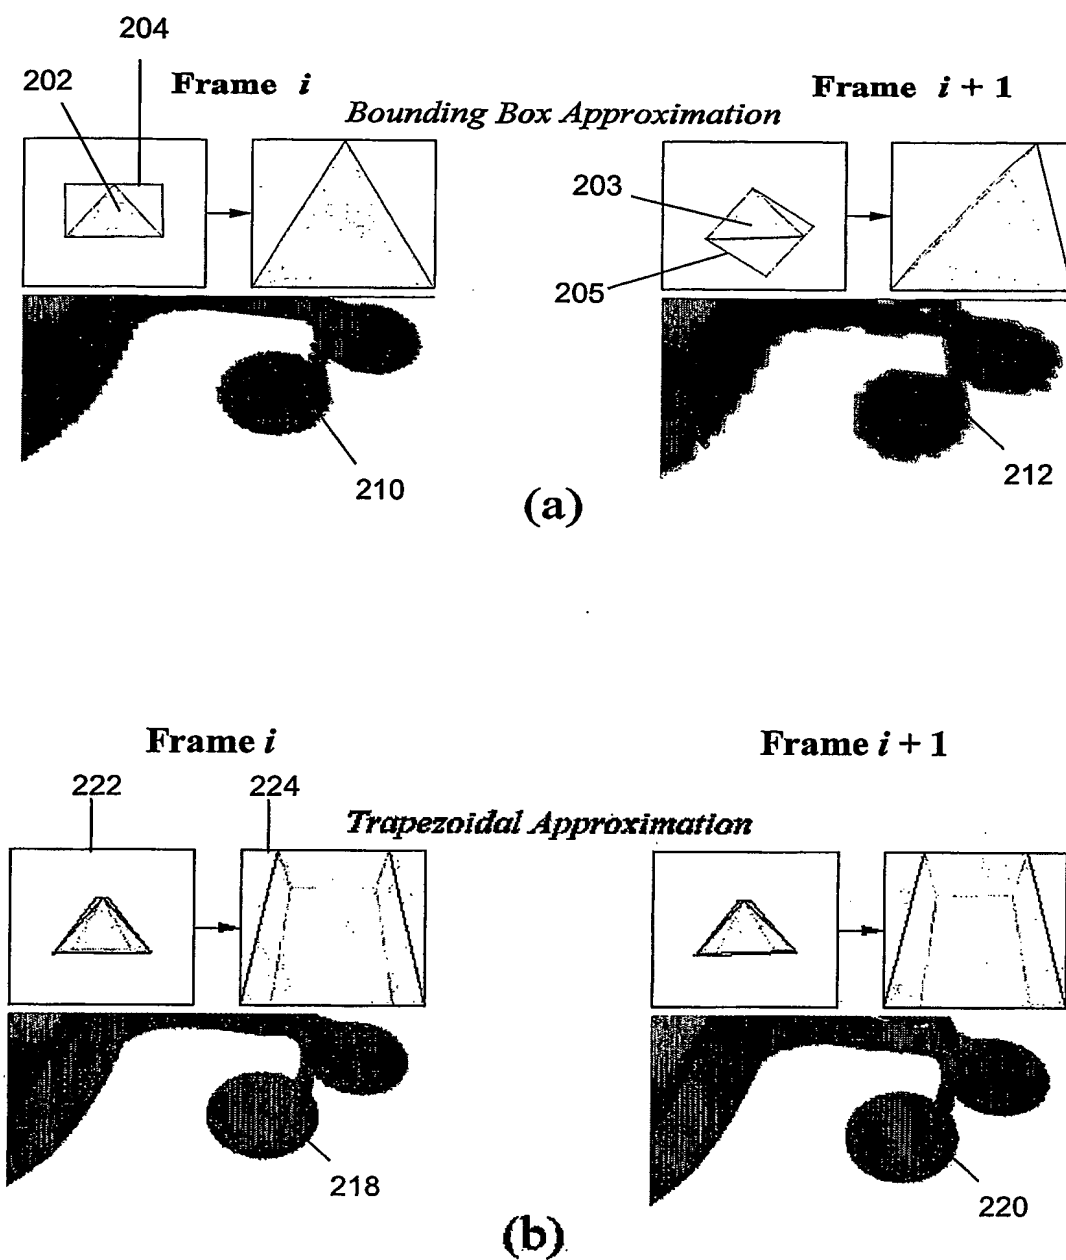 204
202
Frame i
Frame i + 1
Bounding Box Approximation
203
205
210
212
(a)
Frame i
Frame i + 1
222
224
Trapezoidal Approximation
218
220
(b)